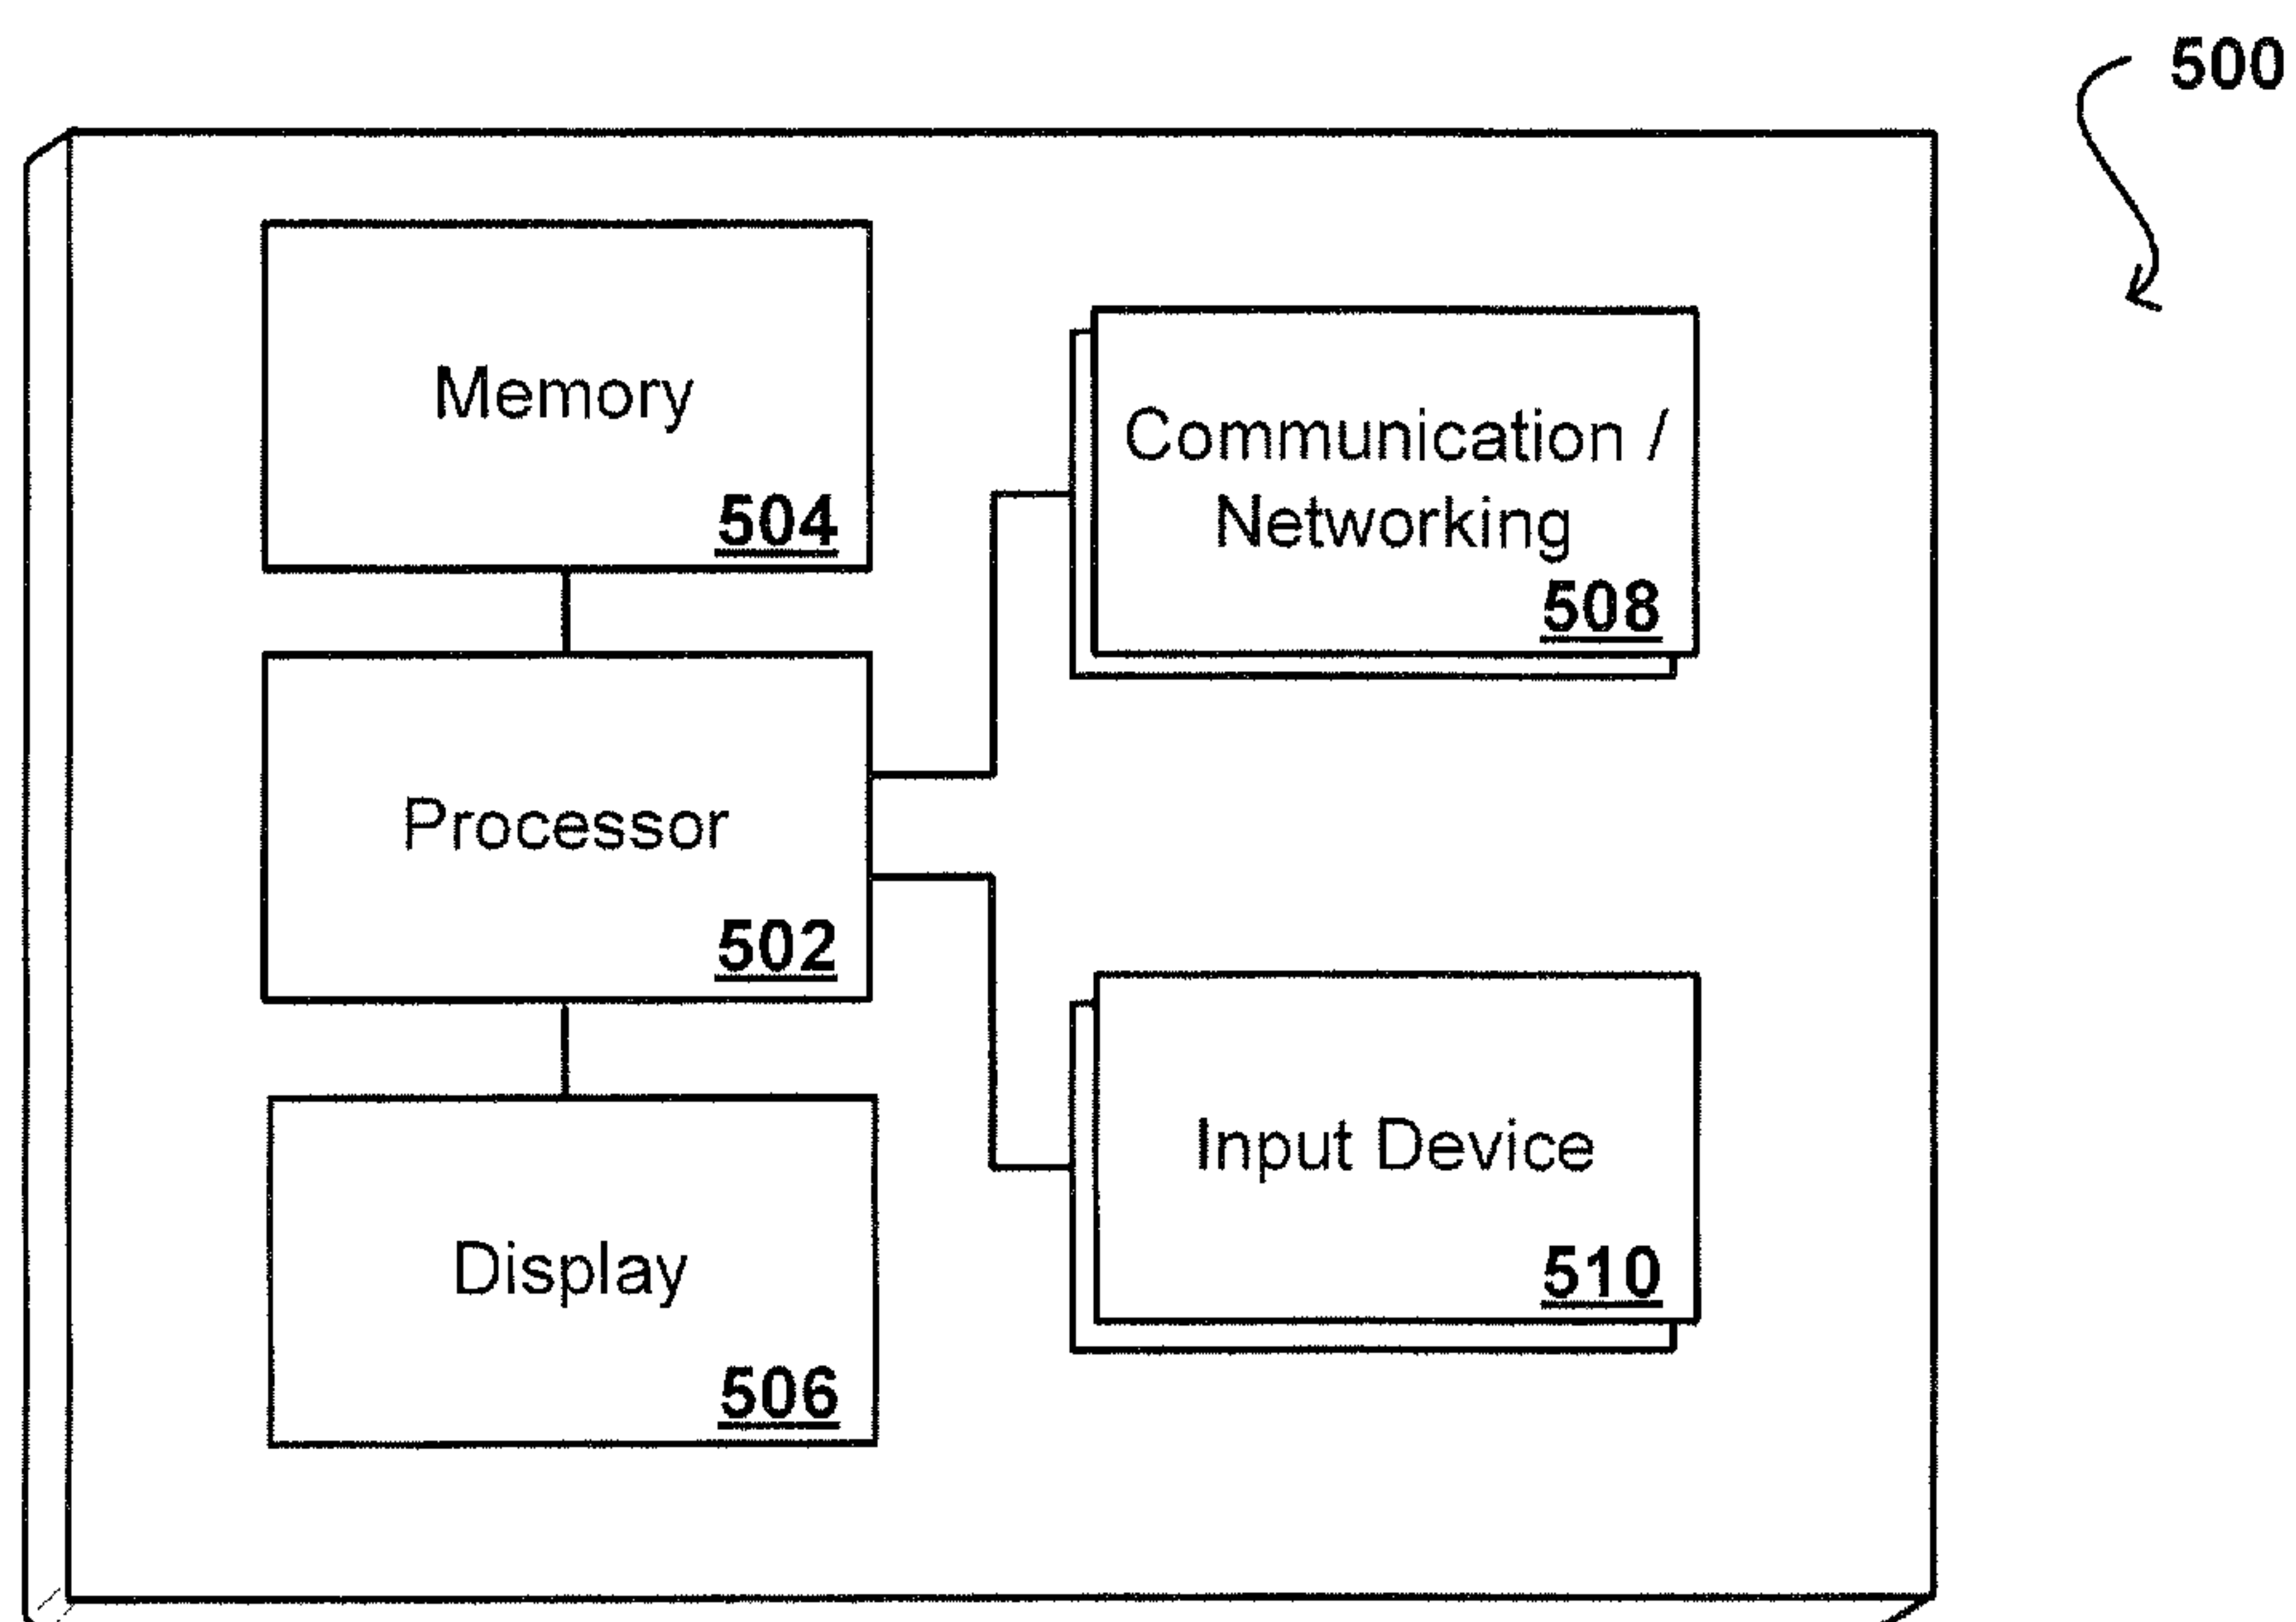 500
Memory
504
Communication /
Networking
508
Processor
502
Input Device
510
Display
506